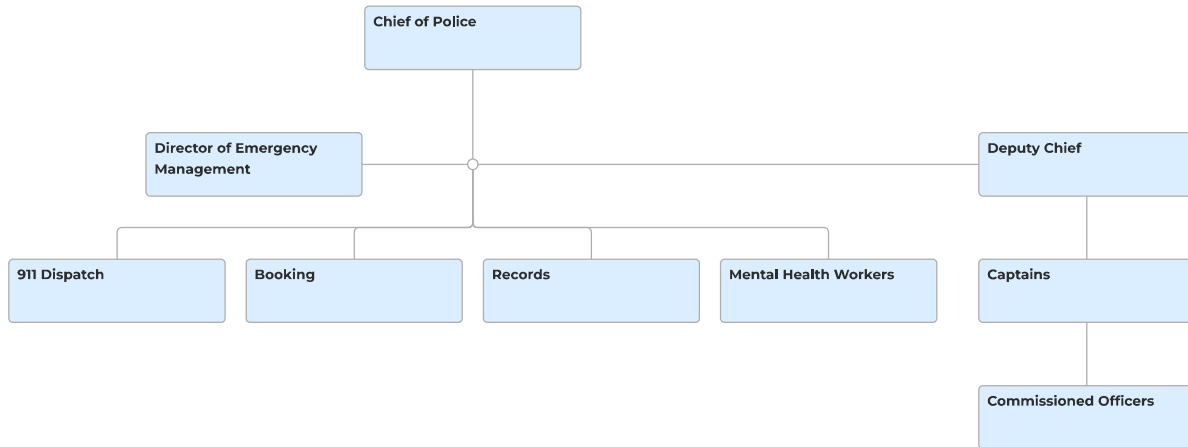 Chief of Police
Director of Emergency
Management
Deputy Chief
911 Dispatch
Booking
Records
Mental Health Workers
Captains
Commissioned Officers